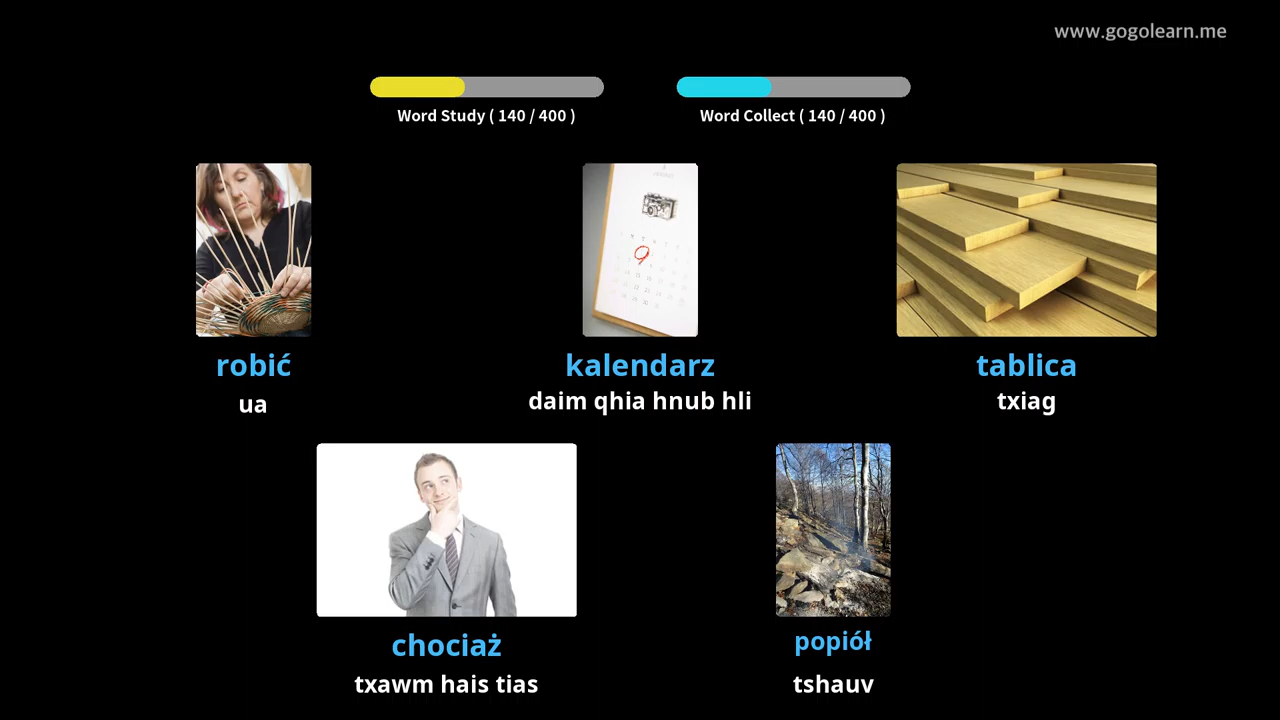 www.gogolearn.me
Word Study ( 140 / 400 )
Word Collect ( 140 / 400 )
robić
kalendarz
tablica
ua
daim qhia hnub hli
txiag
chociaż
popiół
txawm hais tias
tshauv